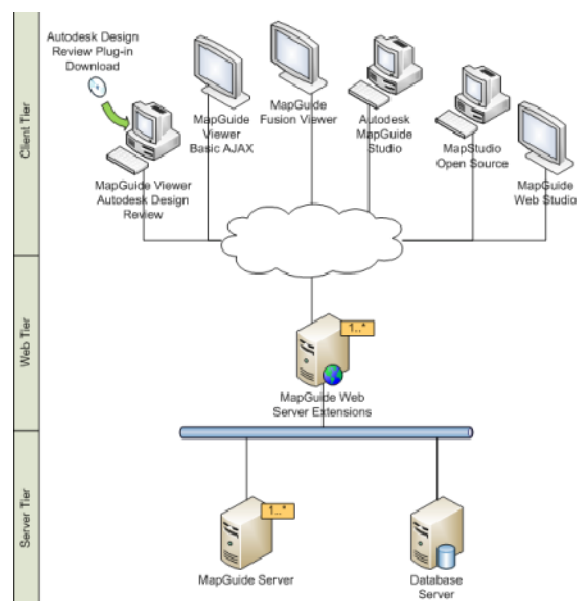 Autodesk Design
Review Plug-in
Download
Client Tier
MapGuide
Viewer
Basic AJAX
MapGuide
Fusion Viewer
Autodesk
MapGuide
Studio
MapStudio
Open Source
MapGuide
Web Studio
MapGuide Viewer
Autodesk Design
Review
Web Tier
1..*
MapGuide Web
Server Extensions
Server Tier
1..*
MapGuide Server
Database
Server